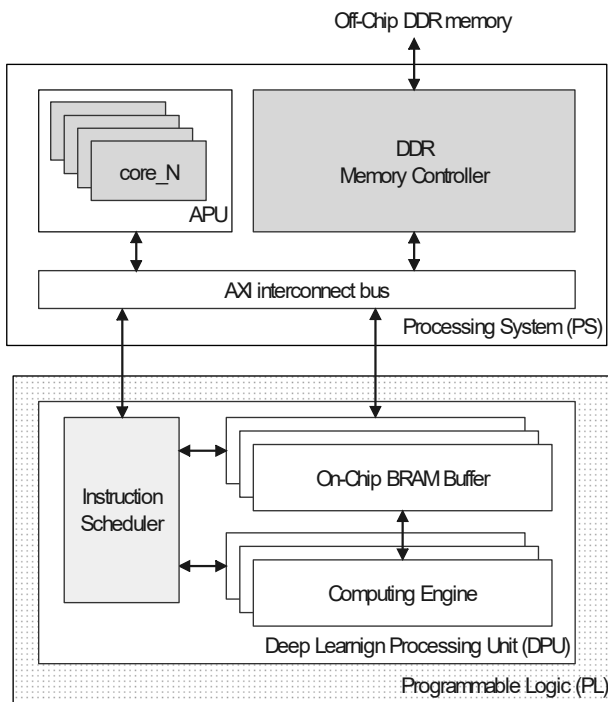 Off-Chip DDR memory
core_N
APU
DDR
Memory Controller
AXI interconnect bus
Processing System (PS)
Instruction
Scheduler
On-Chip BRAM Buffer
Computing Engine
Deep Learnign Processing Unit (DPU)
Programmable Logic (PL)